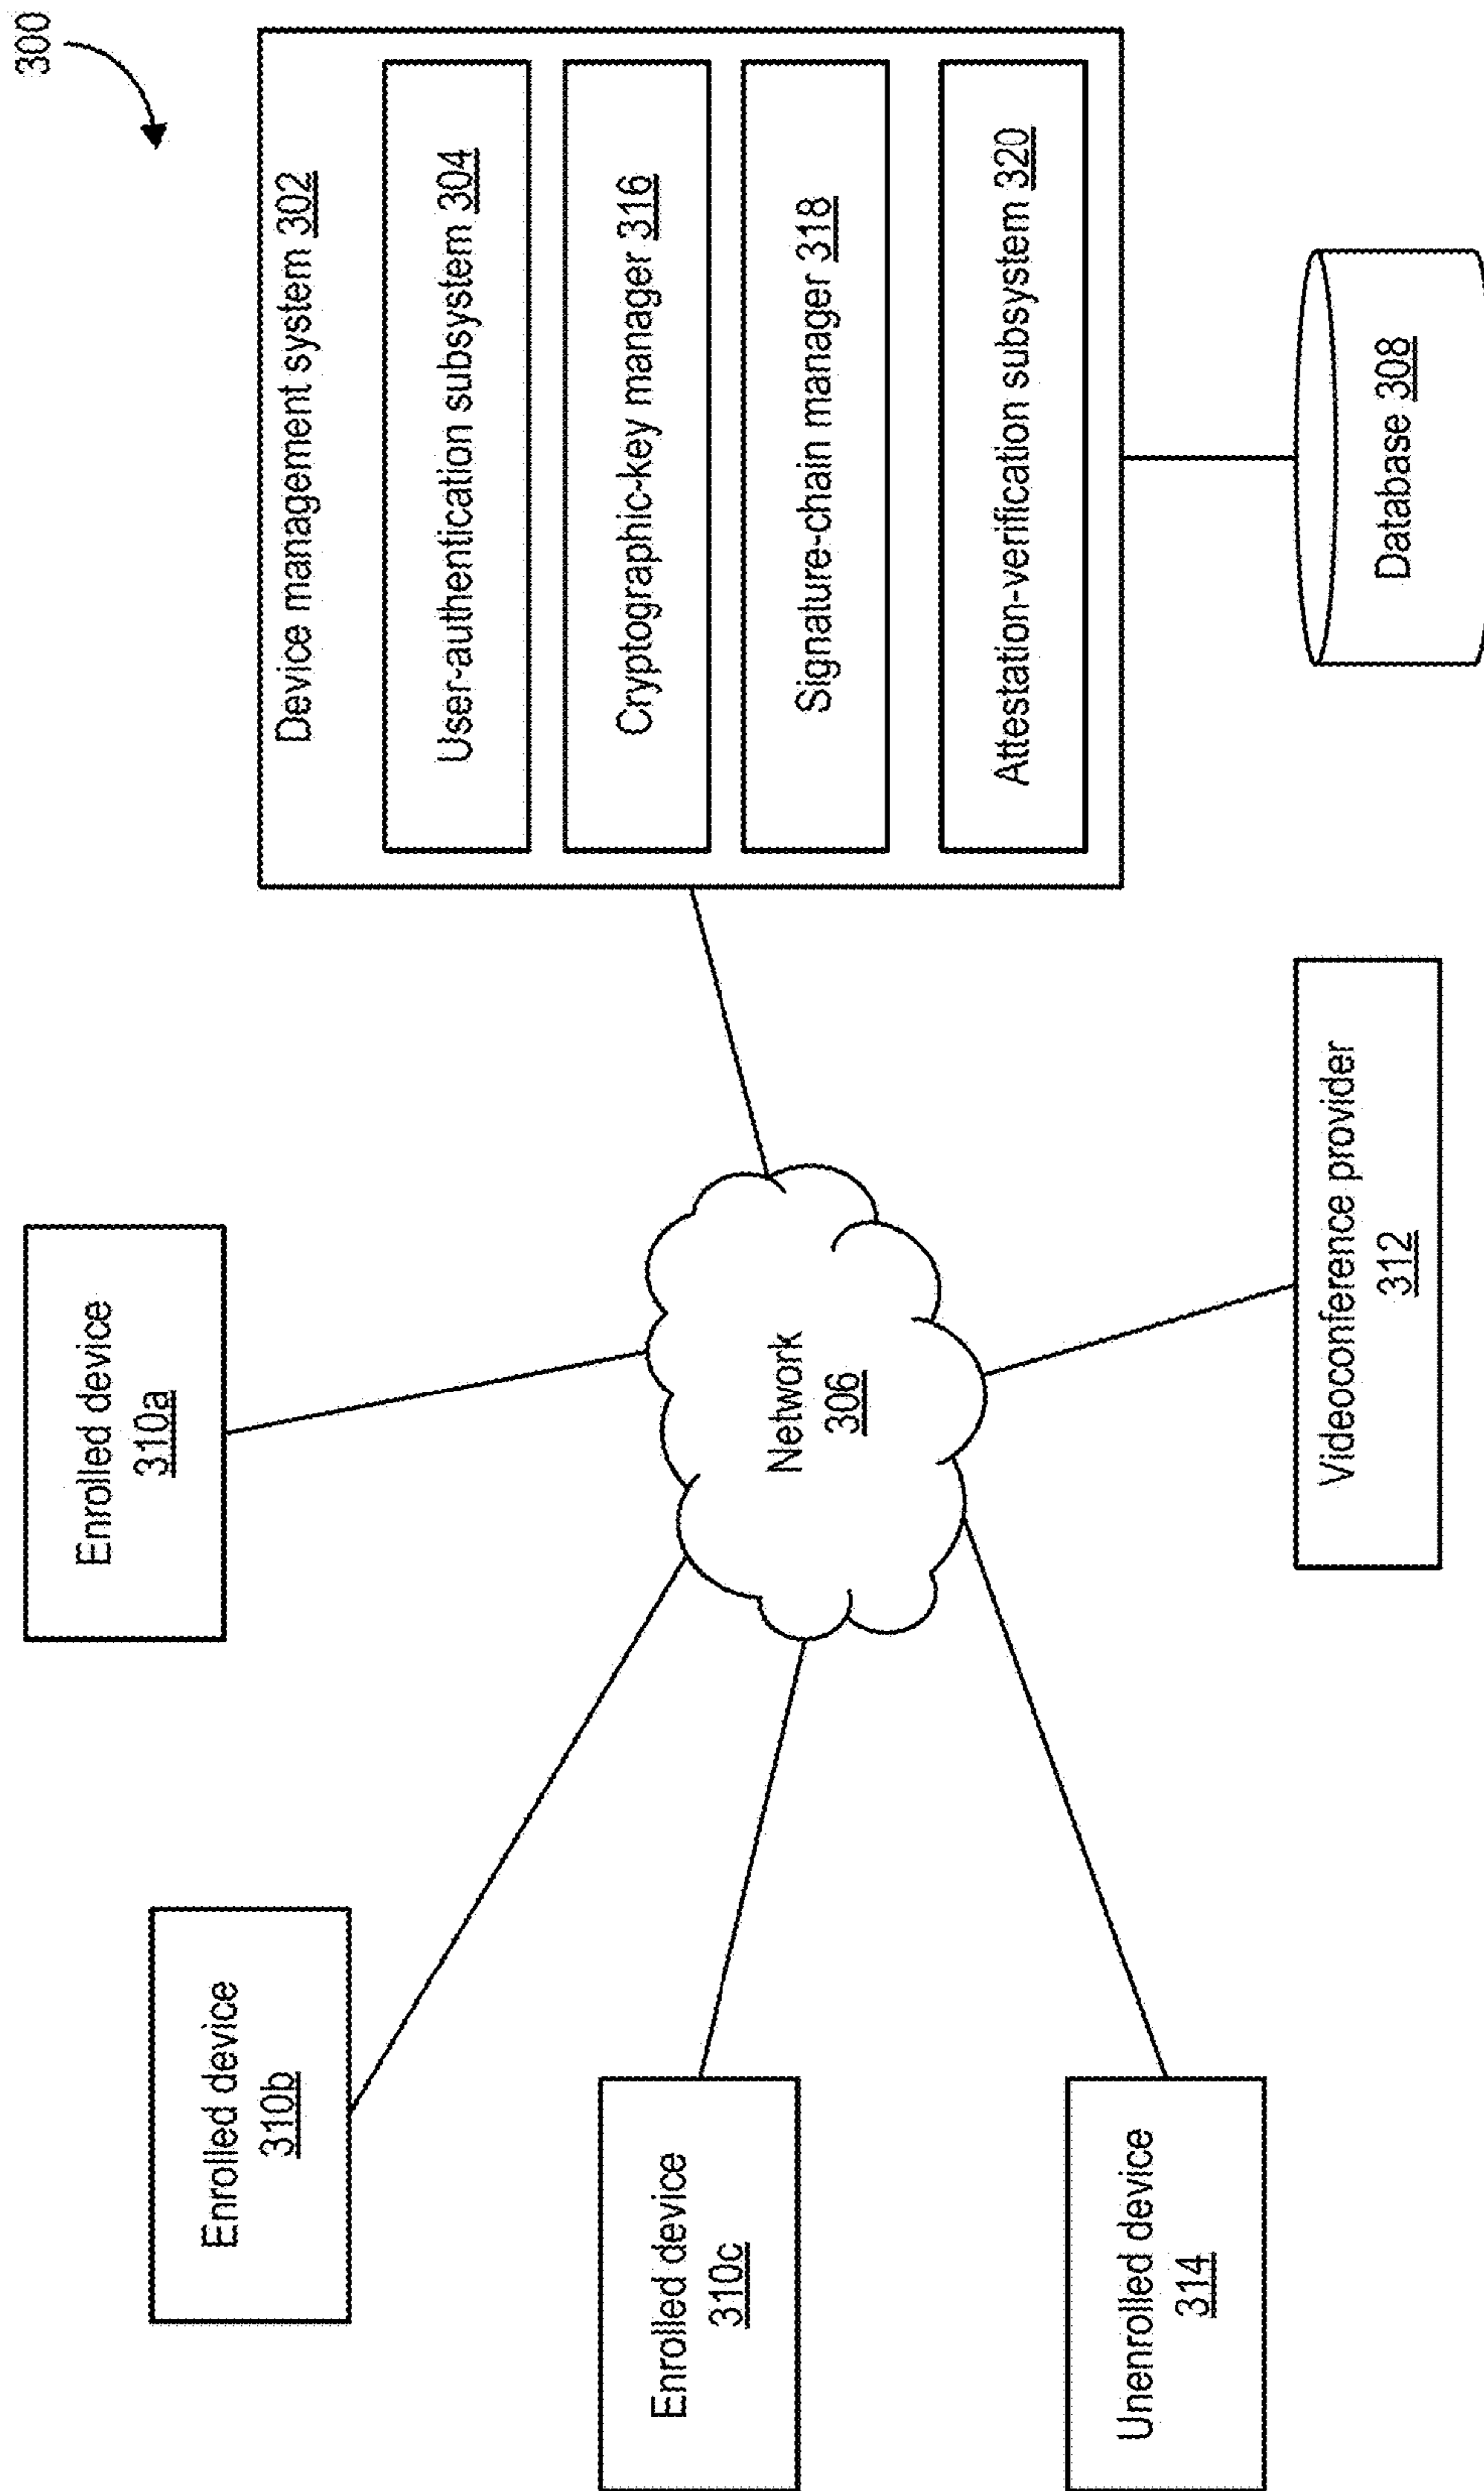 300
Enrolled device
310a
Enrolled device
310b
Enrolled device
310c
Unenrolled device
314
Network
306
Videoconference provider
312
Device management system 302
User-authentication subsystem 304
Cryptographic-key manager 316
Signature-chain manager 318
Attestation-verification subsystem 320
Database 308